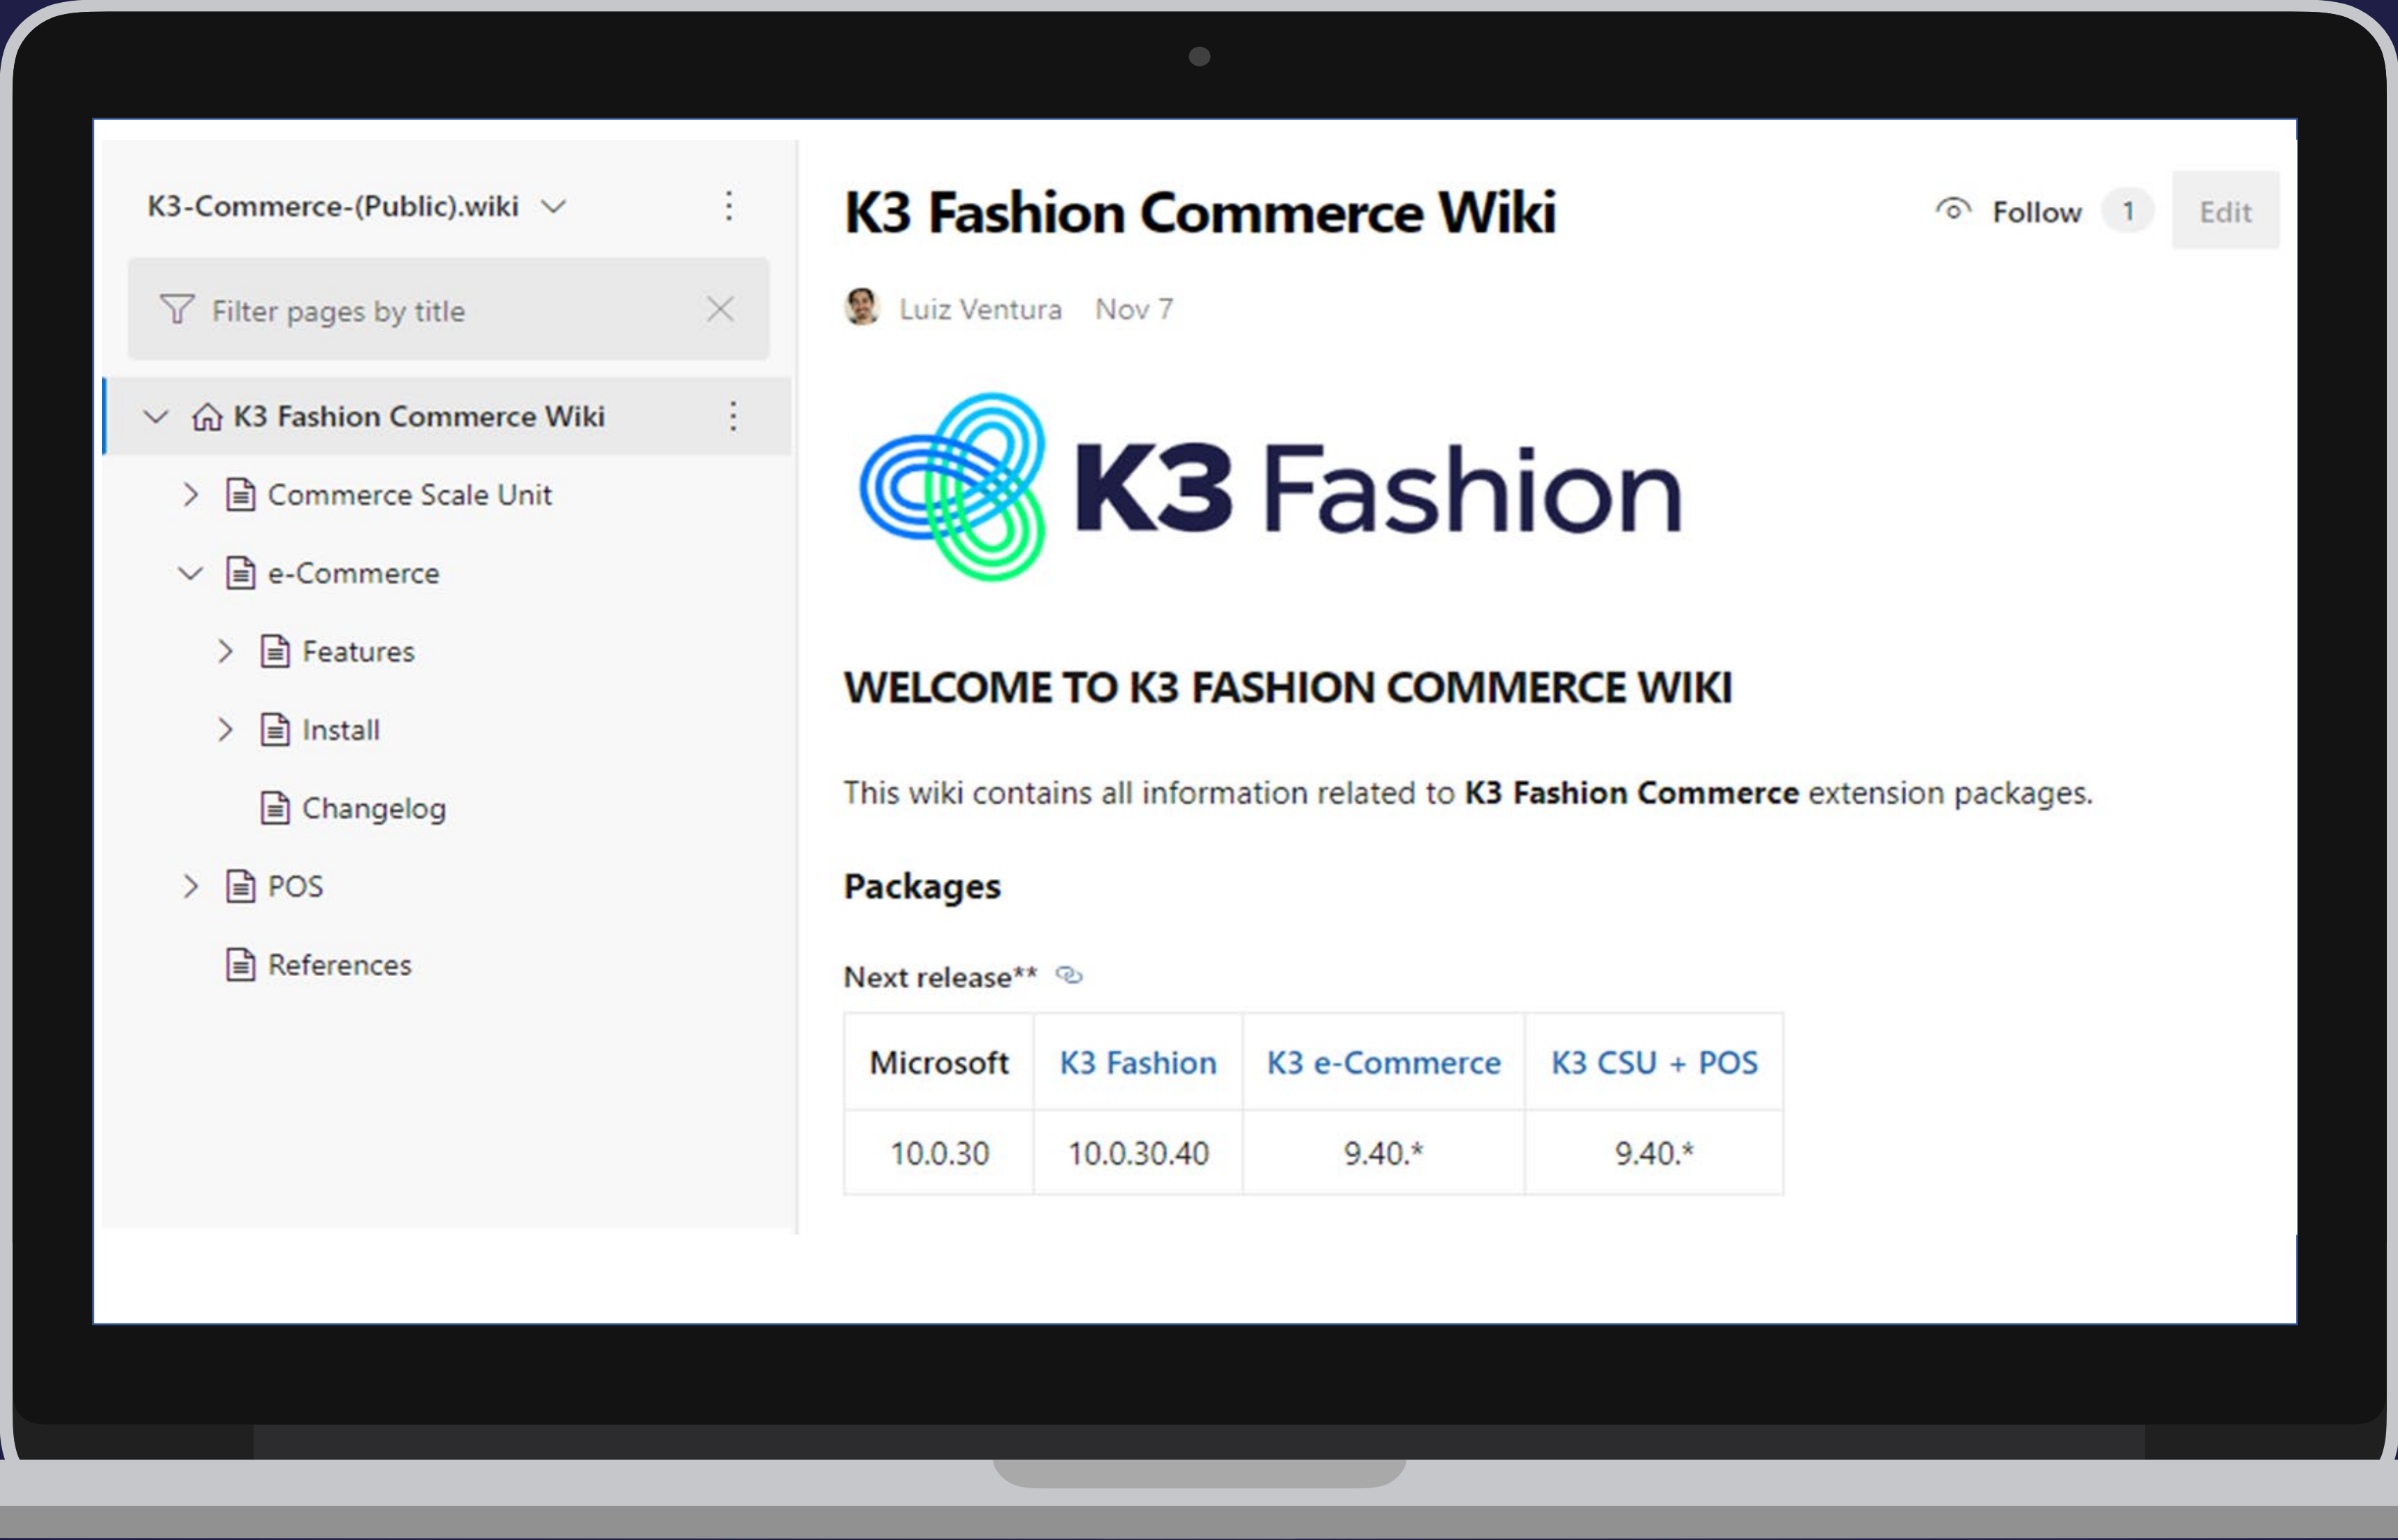 K3-Commerce-(Public).wiki
Filter pages by title
K3 Fashion Commerce Wiki
Commerce Scale Unit
e-Commerce
Features
Install
Changelog
POS
References
K3 Fashion Commerce Wiki
Follow 1 Edit
Luiz Ventura Nov 7
K3 Fashion
WELCOME TO K3 FASHION COMMERCE WIKI
This wiki contains all information related to K3 Fashion Commerce extension packages.
Packages
Next release**
Microsoft K3 Fashion K3 e-Commerce K3 CSU + POS
10.0.30 10.0.30.40 9.40.* 9.40.*